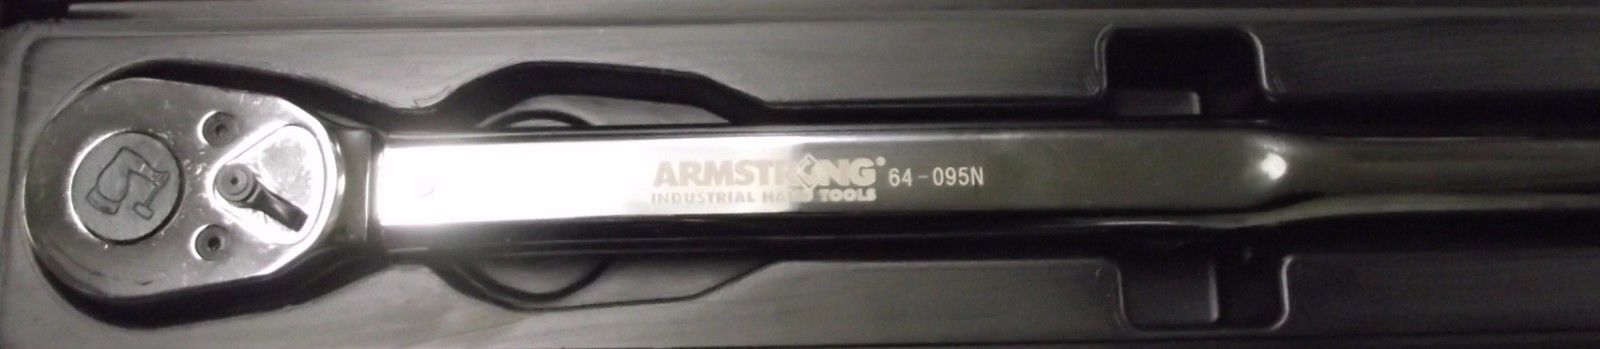 ARMSTRONG® 64-095N
INDUSTRIAL HAND TOOLS